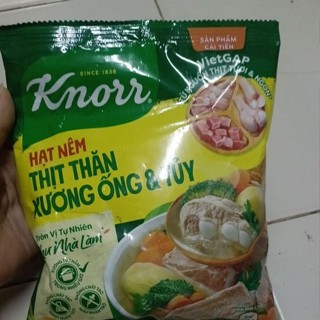 SẢN PHẨM
CẢI TIẾN
VietGAP
SINCE 1838
Knorr
HẠT NÊM
THỊT THĂN
XƯƠNG ỐNG & TỦY
Tròn Vị Tự Nhiên
Như Nhà Làm